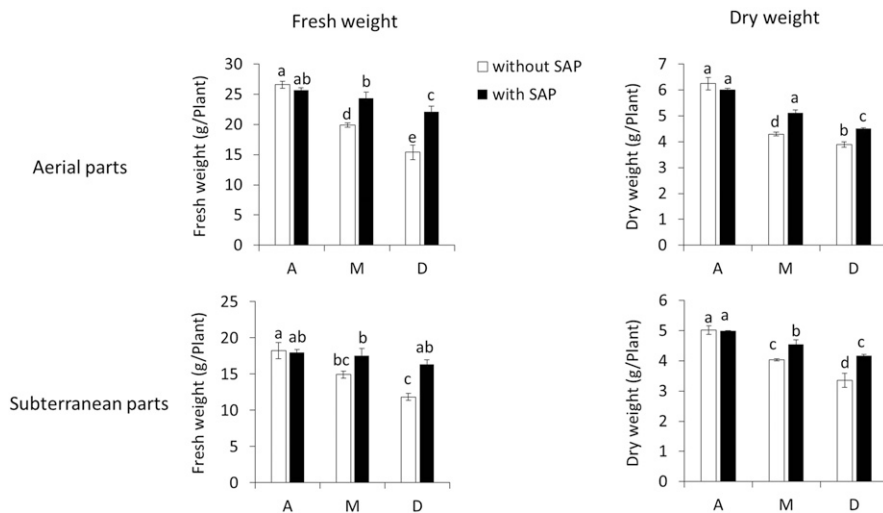 Fresh weight
Dry weight
without SAP
with SAP
Aerial parts
Fresh weight (g/Plant)
30
25
20
15
10
5
0
a ab d b e c
A M D
Dry weight (g/Plant)
7
6
5
4
3
2
1
0
a a d a b c
A M D
Subterranean parts
Fresh weight (g/Plant)
25
20
15
10
5
0
a ab bc b c ab
A M D
Dry weight (g/Plant)
6
5
4
3
2
1
0
a a c b d c
A M D